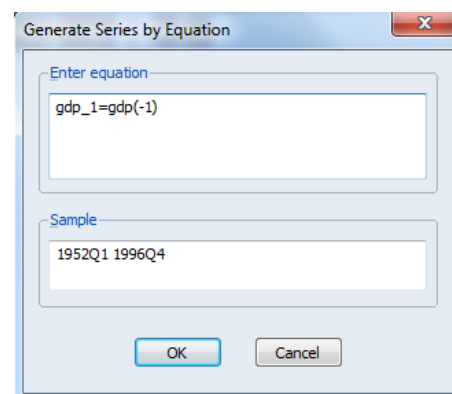 Generate Series by Equation
Enter equation
gdp_1=gdp(-1)
Sample
1952Q1 1996Q4
OK Cancel